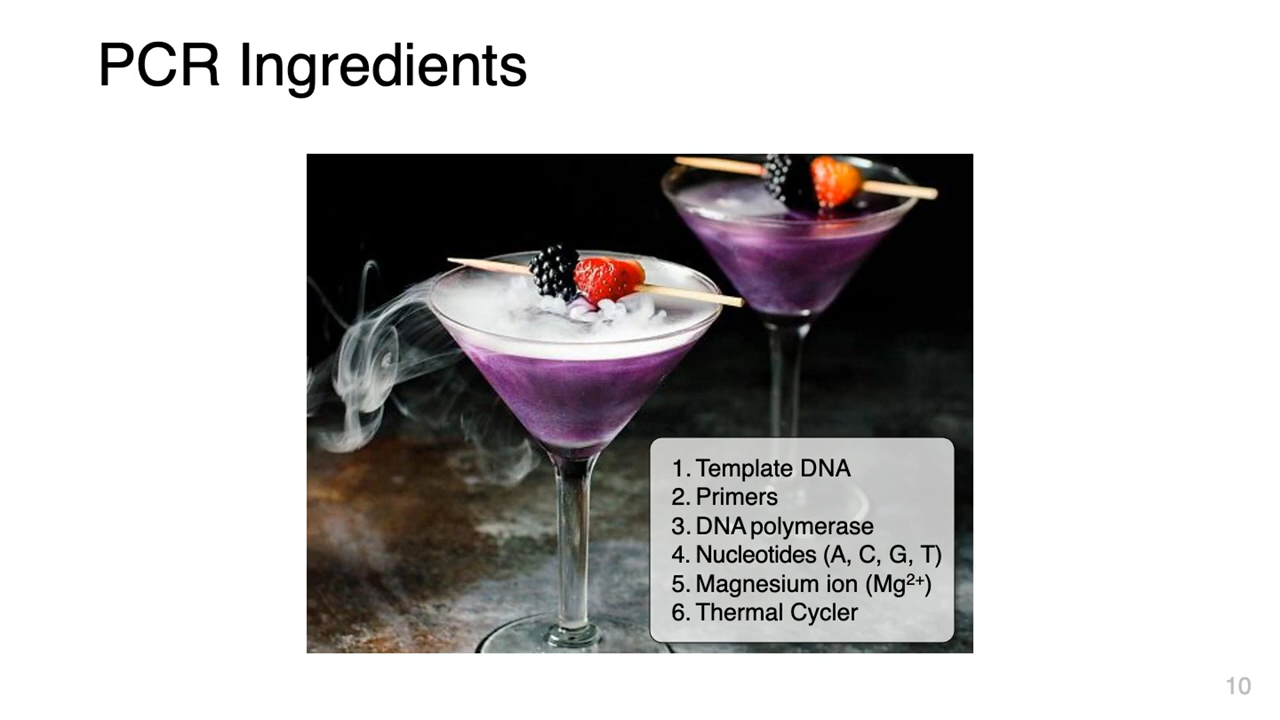 PCR Ingredients
1. Template DNA
2. Primers
3. DNA polymerase
4. Nucleotides (A, C, G, T)
5. Magnesium ion (Mg²⁺)
6. Thermal Cycler
10